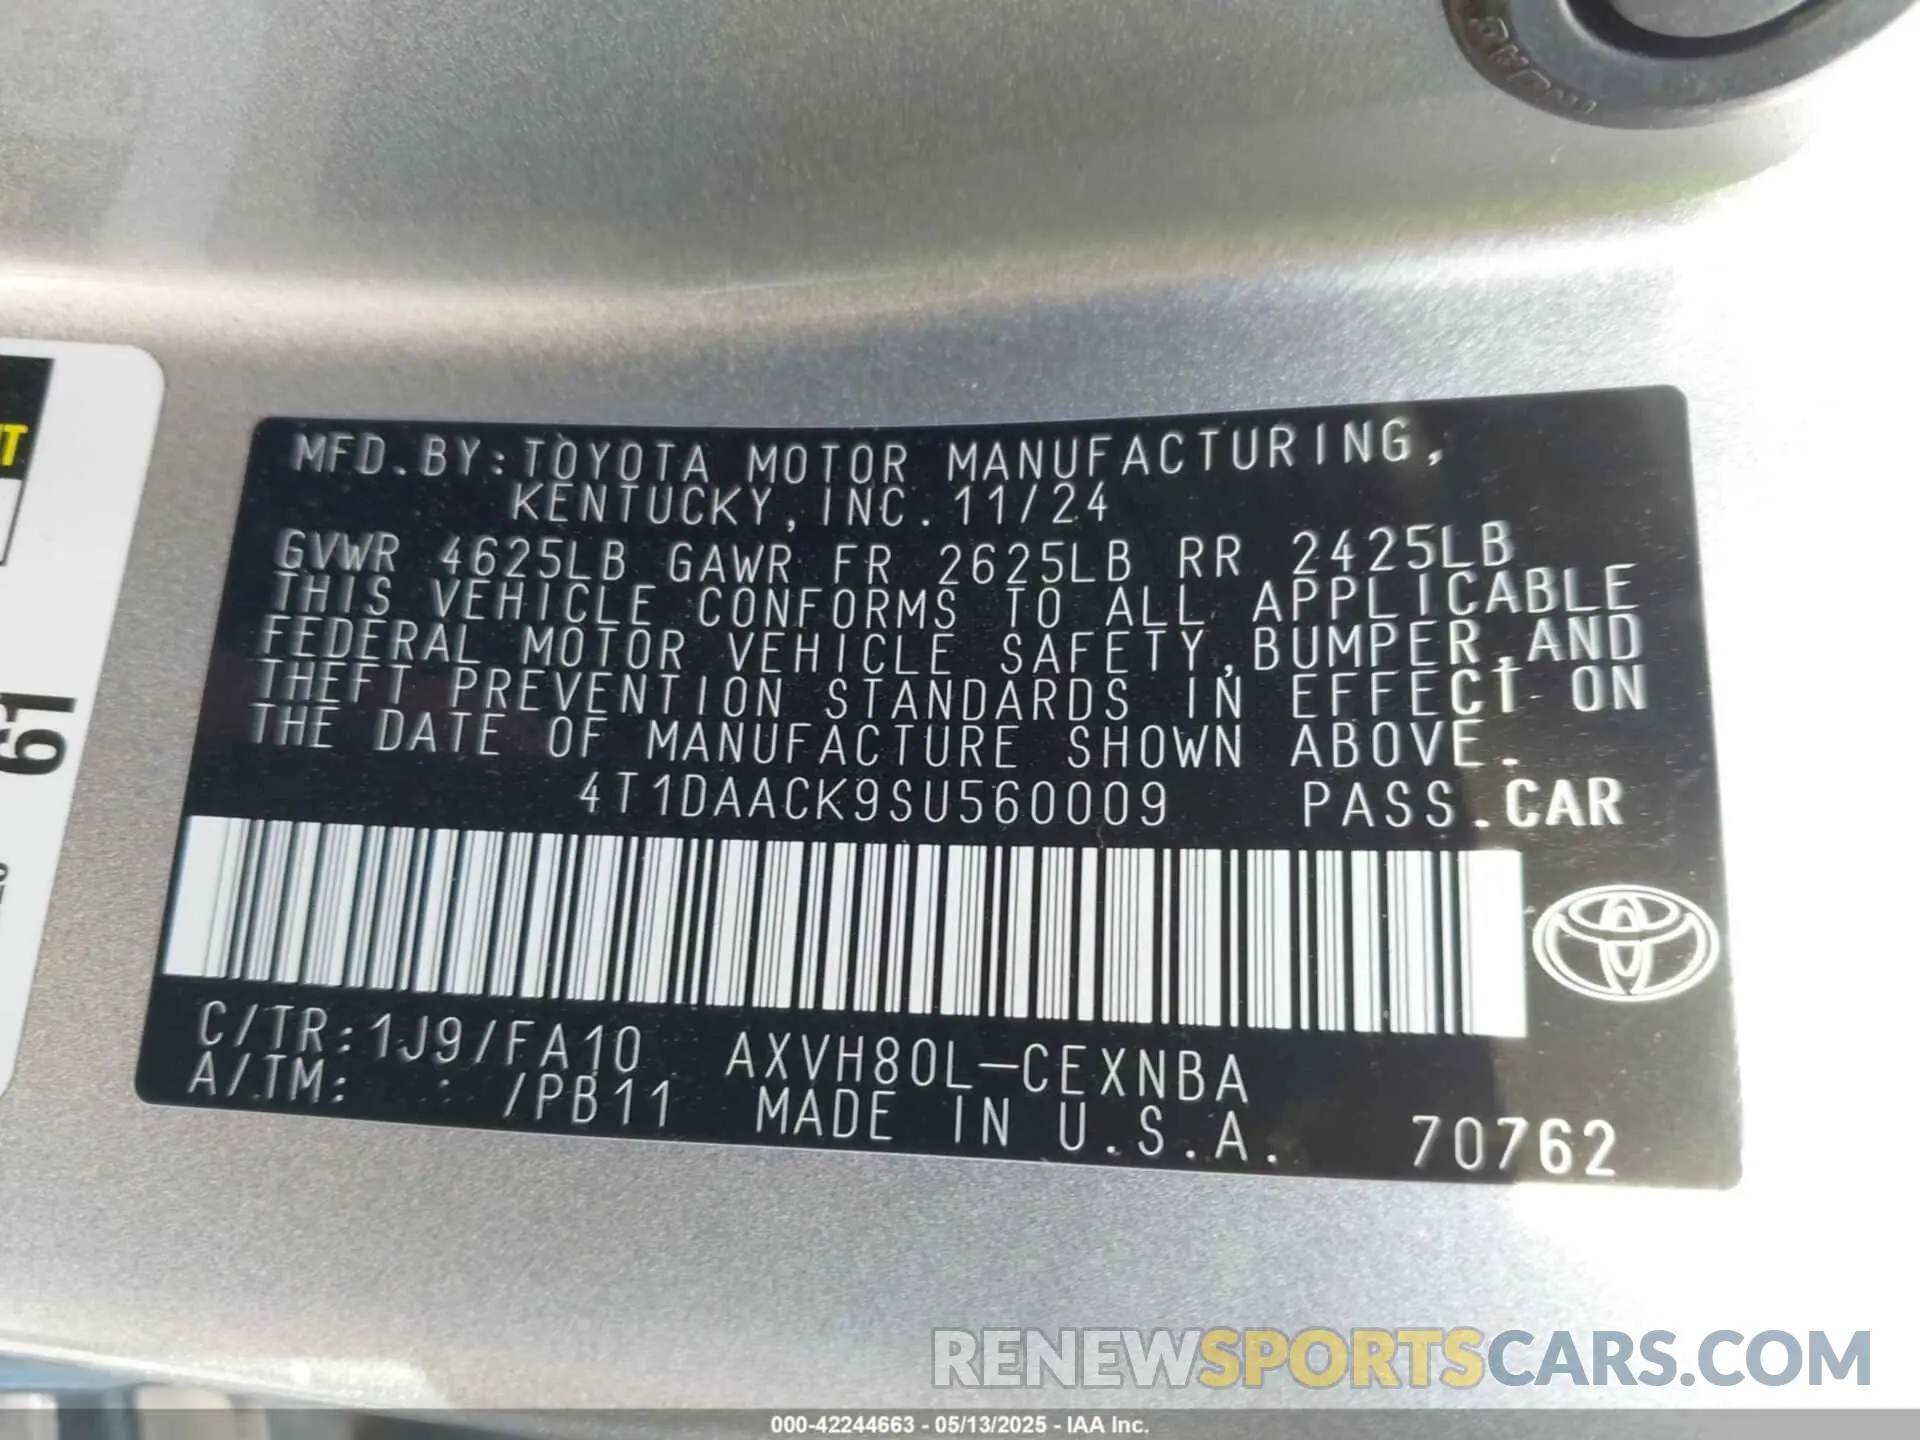 MFD.BY:TOYOTA MOTOR MANUFACTURING,
KENTUCKY, INC. 11/24
GVWR 4625LB GAWR FR 2625LB RR 2425LB
THIS VEHICLE CONFORMS TO ALL APPLICABLE
FEDERAL MOTOR VEHICLE SAFETY,BUMPER,AND
THEFT PREVENTION STANDARDS IN EFFECT ON
THE DATE OF MANUFACTURE SHOWN ABOVE.
4T1DAACK9SU560009 PASS.CAR
C/TR:1J9/FA10 AXVH80L-CEXNBA
A/TM: /PB11 MADE IN U.S.A. 70762
61
RENEWSPORTSCARS.COM
000-42244663 - 05/13/2025 - IAA Inc.